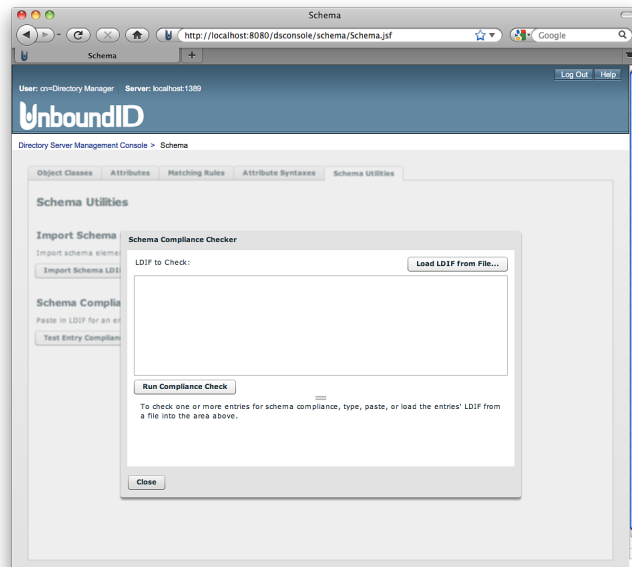 Schema
http://localhost:8080/dsconsole/schema/Schema.jsf
Google
Schema
+
Log Out Help
User: cn=Directory Manager Server: localhost:1389
UnboundID
Directory Server Management Console > Schema
Object Classes Attributes Matching Rules Attribute Syntaxes Schema Utilities
Schema Utilities
Import Schema
Import schema eleme
Import Schema LDI
Schema Complia
Paste in LDIF for an en
Test Entry Complian
Schema Compliance Checker
LDIF to Check:
Load LDIF from File...
Run Compliance Check
To check one or more entries for schema compliance, type, paste, or load the entries' LDIF from
a file into the area above.
Close